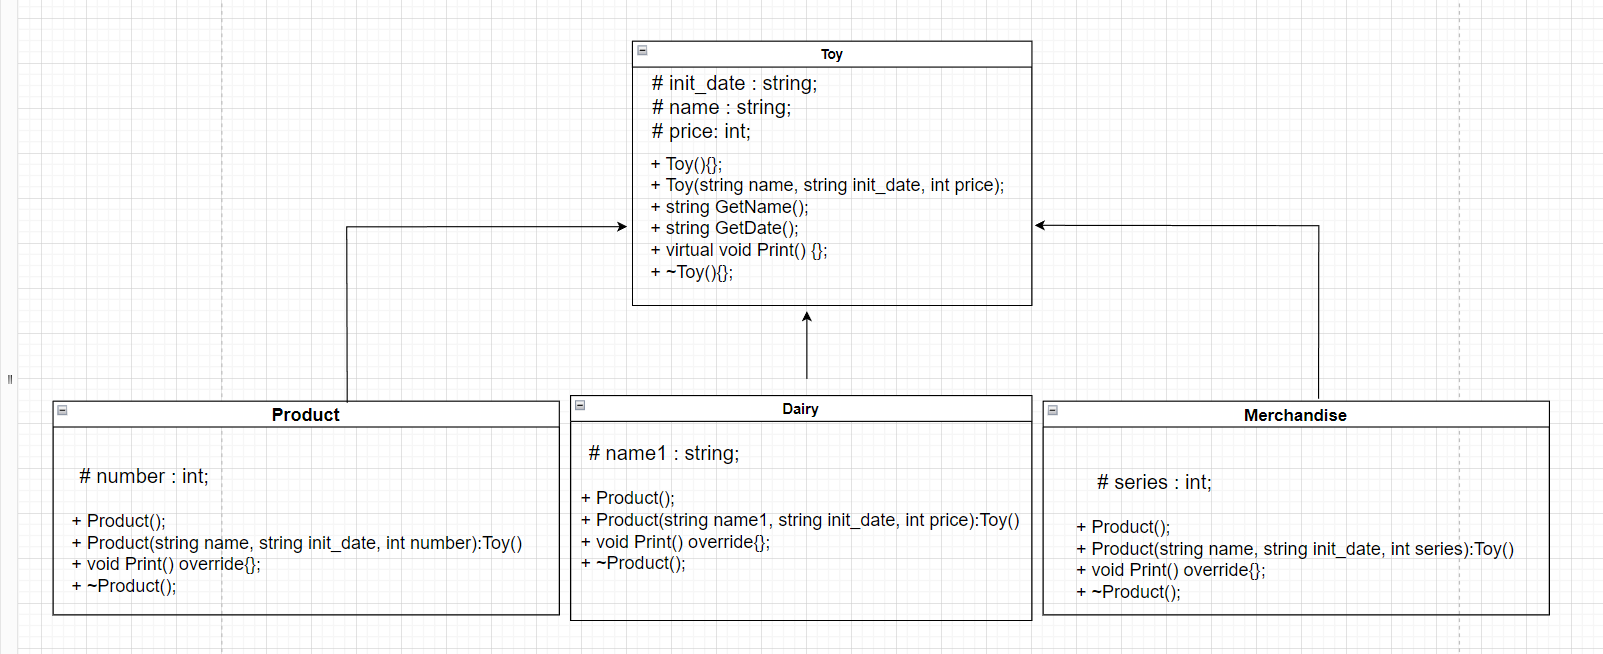 Toy
# init_date : string;
# name : string;
# price: int;
+ Toy(){};
+ Toy(string name, string init_date, int price);
+ string GetName();
+ string GetDate();
+ virtual void Print() {};
+ ~Toy(){};
Product
# number : int;
+ Product();
+ Product(string name, string init_date, int number):Toy()
+ void Print() override{};
+ ~Product();
Dairy
# name1 : string;
+ Product();
+ Product(string name1, string init_date, int price):Toy()
+ void Print() override{};
+ ~Product();
Merchandise
# series : int;
+ Product();
+ Product(string name, string init_date, int series):Toy()
+ void Print() override{};
+ ~Product();